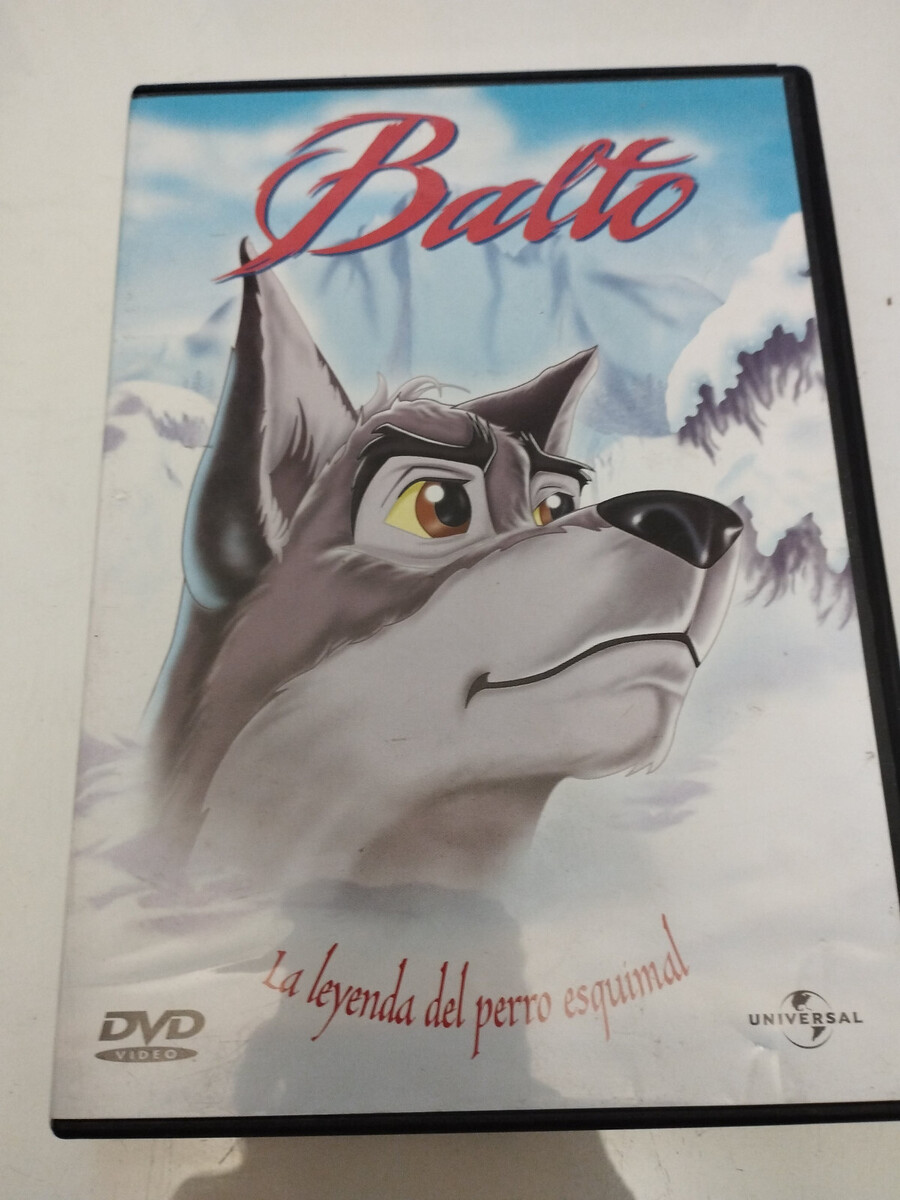 Balto
La leyenda del perro esquimal
DVD
VIDEO
UNIVERSAL